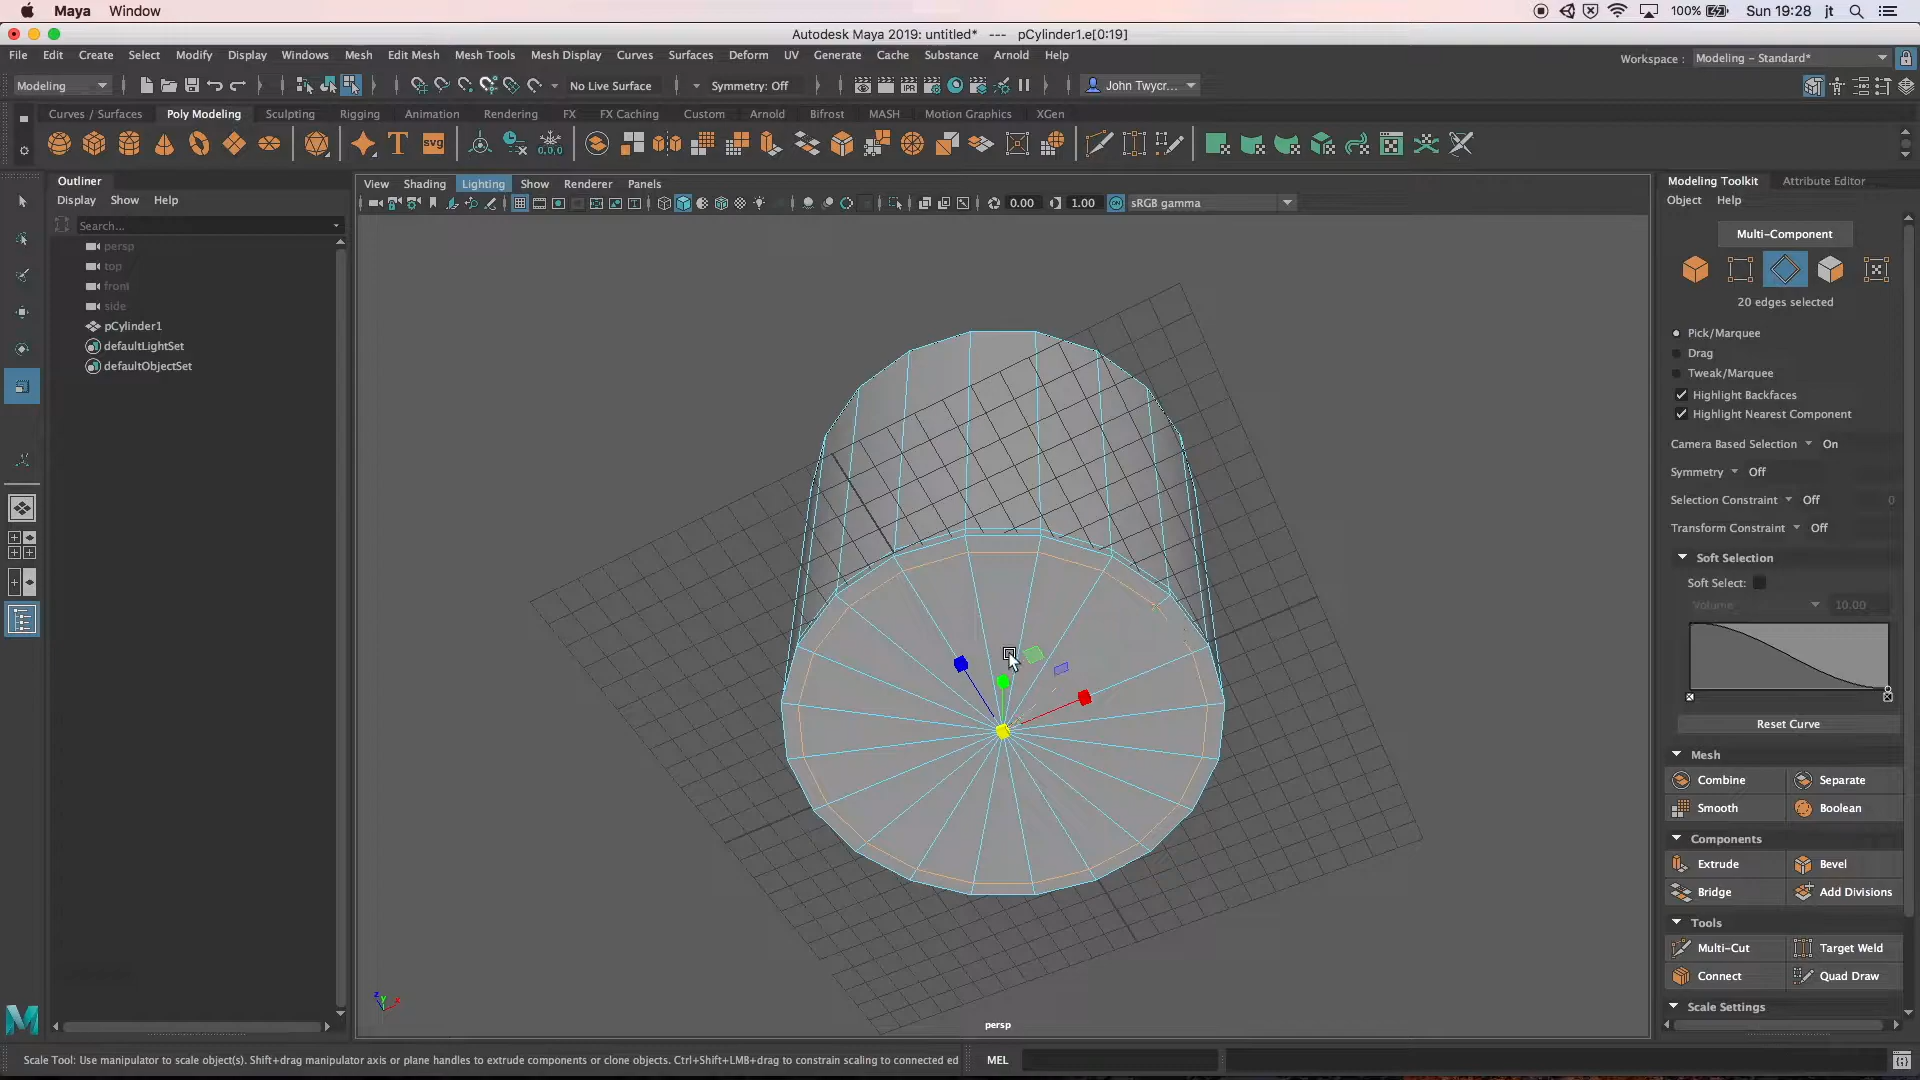 Maya Window
100% Sun 19:28 jt
Autodesk Maya 2019: untitled* --- pCylinder1.e[0:19]
File Edit Create Select Modify Display Windows Mesh Edit Mesh Mesh Tools Mesh Display Curves Surfaces Deform UV Generate Cache Substance Arnold Help
Workspace : Modeling - Standard*
Modeling No Live Surface Symmetry: Off John Twycr...
Curves / Surfaces Poly Modeling Sculpting Rigging Animation Rendering FX FX Caching Custom Arnold Bifrost MASH Motion Graphics XGen
T SVG 0,0,0
Outliner
Display Show Help
Search...
persp
top
front
side
pCylinder1
defaultLightSet
defaultObjectSet
View Shading Lighting Show Renderer Panels
0.00 1.00 sRGB gamma
persp
Modeling Toolkit Attribute Editor
Object Help
Multi-Component
20 edges selected
Pick/Marquee
Drag
Tweak/Marquee
Highlight Backfaces
Highlight Nearest Component
Camera Based Selection On
Symmetry Off
Selection Constraint Off 0
Transform Constraint Off
Soft Selection
Soft Select:
Volume 10.00
Reset Curve
Mesh
Combine Separate
Smooth Boolean
Components
Extrude Bevel
Bridge Add Divisions
Tools
Multi-Cut Target Weld
Connect Quad Draw
Scale Settings
Scale Tool: Use manipulator to scale object(s). Shift+drag manipulator axis or plane handles to extrude components or clone objects. Ctrl+Shift+LMB+drag to constrain scaling to connected ed
MEL